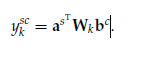 y_k^{sc} = a^{s^T} W_k b^c.